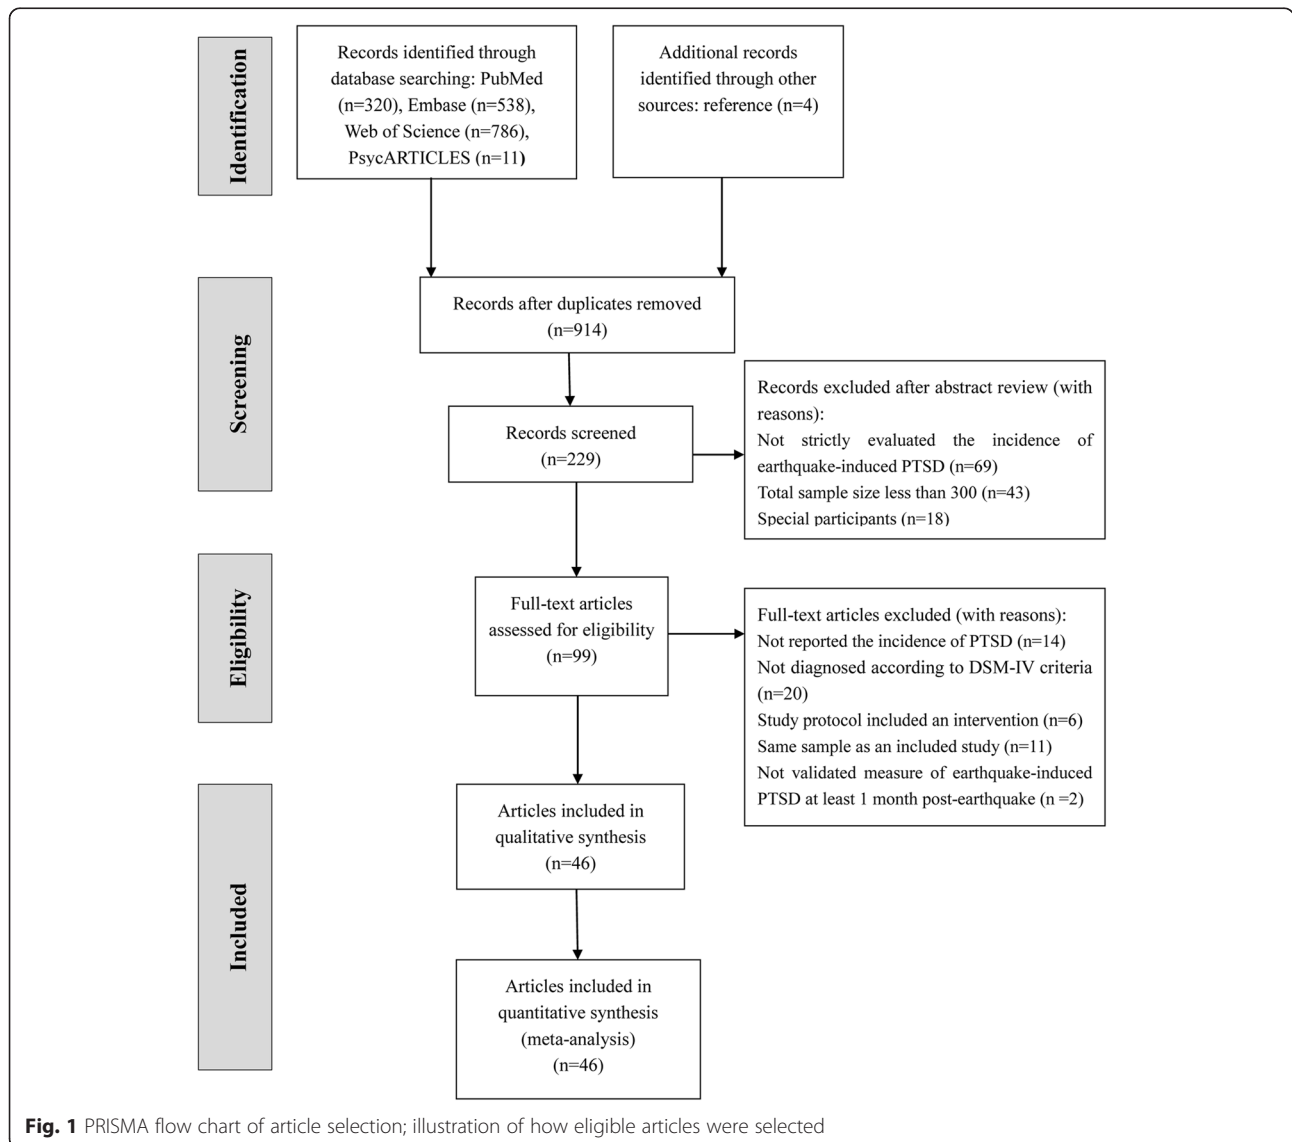 Identification
Records identified through
database searching: PubMed
(n=320), Embase (n=538),
Web of Science (n=786),
PsycARTICLES (n=11)
Additional records
identified through other
sources: reference (n=4)
Screening
Records after duplicates removed
(n=914)
Records screened
(n=229)
Records excluded after abstract review (with
reasons):
Not strictly evaluated the incidence of
earthquake-induced PTSD (n=69)
Total sample size less than 300 (n=43)
Special participants (n=18)
Eligibility
Full-text articles
assessed for eligibility
(n=99)
Full-text articles excluded (with reasons):
Not reported the incidence of PTSD (n=14)
Not diagnosed according to DSM-IV criteria
(n=20)
Study protocol included an intervention (n=6)
Same sample as an included study (n=11)
Not validated measure of earthquake-induced
PTSD at least 1 month post-earthquake (n =2)
Included
Articles included in
qualitative synthesis
(n=46)
Articles included in
quantitative synthesis
(meta-analysis)
(n=46)
Fig. 1 PRISMA flow chart of article selection; illustration of how eligible articles were selected